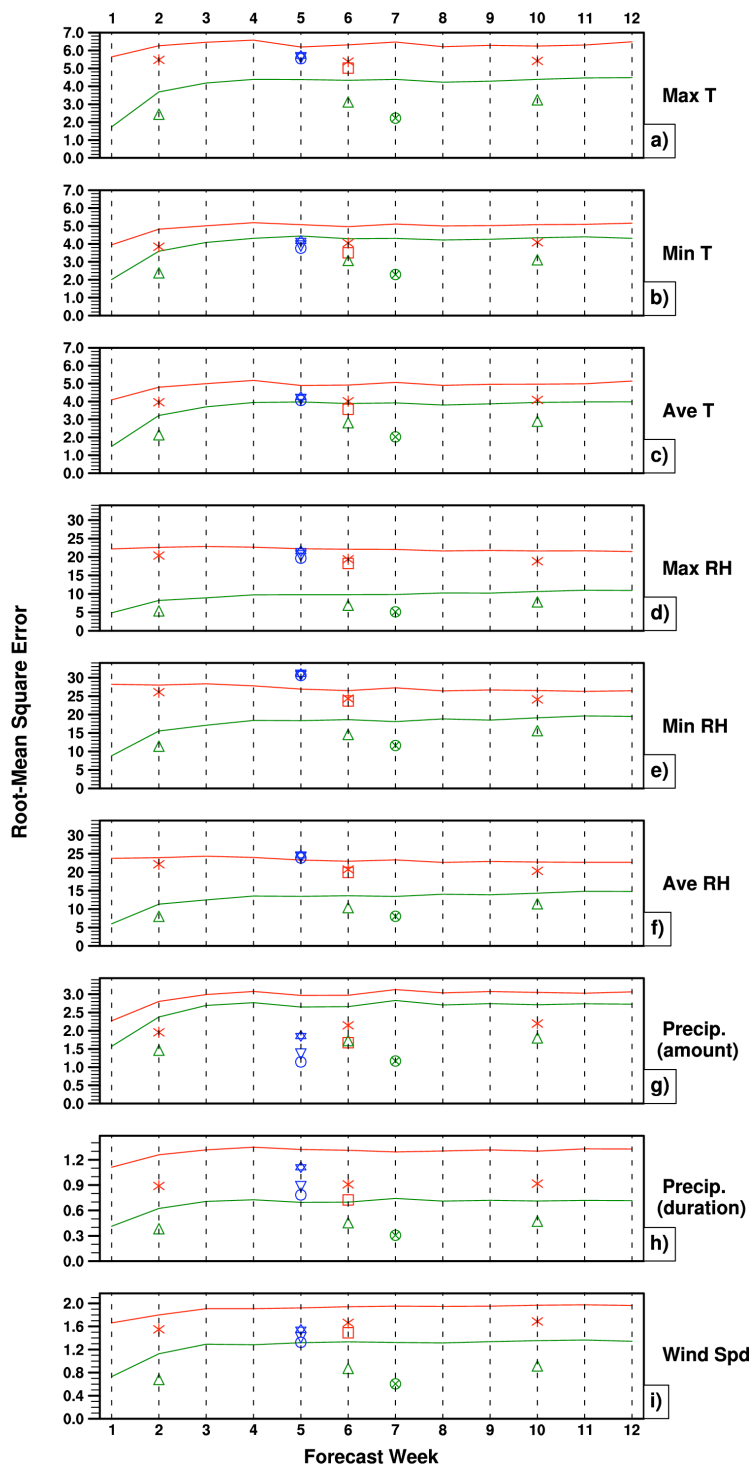 1 2 3 4 5 6 7 8 9 10 11 12
7.0
6.0
5.0
4.0
3.0
2.0
1.0
0.0
Max T
a)
7.0
6.0
5.0
4.0
3.0
2.0
1.0
0.0
Min T
b)
7.0
6.0
5.0
4.0
3.0
2.0
1.0
0.0
Ave T
c)
30
25
20
15
10
5
0
Max RH
d)
Root-Mean Square Error
30
25
20
15
10
5
0
Min RH
e)
30
25
20
15
10
5
0
Ave RH
f)
3.0
2.5
2.0
1.5
1.0
0.5
0.0
Precip.
(amount)
g)
1.2
0.9
0.6
0.3
0.0
Precip.
(duration)
h)
2.0
1.6
1.2
0.8
0.4
0.0
Wind Spd
i)
1 2 3 4 5 6 7 8 9 10 11 12
Forecast Week